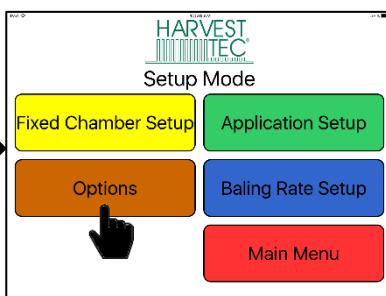 HARVEST
TEC
Setup Mode
Fixed Chamber Setup
Application Setup
Options
Baling Rate Setup
Main Menu